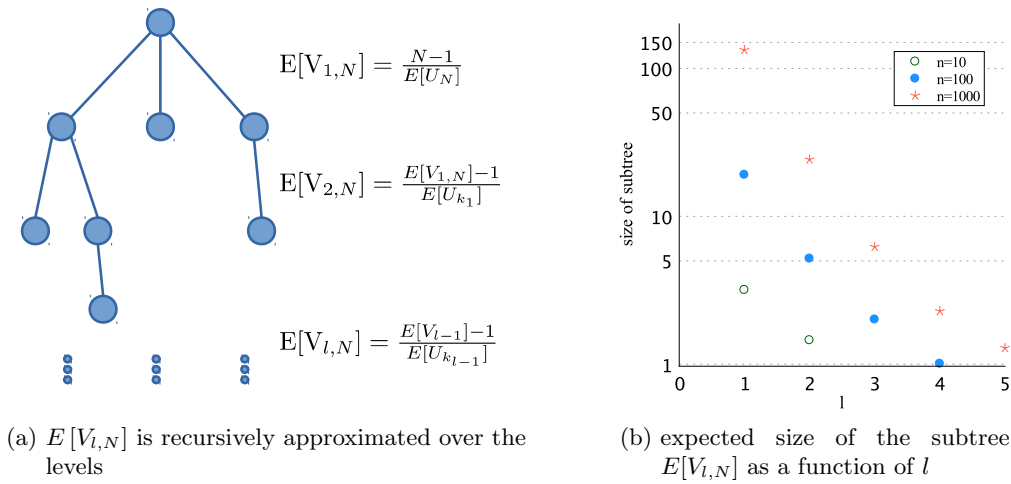 E[V_{1,N}] = \frac{N-1}{E[U_N]}
E[V_{2,N}] = \frac{E[V_{1,N}]-1}{E[U_{k_1}]}
E[V_{l,N}] = \frac{E[V_{l-1}]-1}{E[U_{k_{l-1}}]}
(a) E[V_{l,N}] is recursively approximated over the
levels
150
100
50
10
5
1
size of subtree
n=10
n=100
n=1000
0 1 2 3 4 5
l
(b) expected size of the subtree
E[V_{l,N}] as a function of l